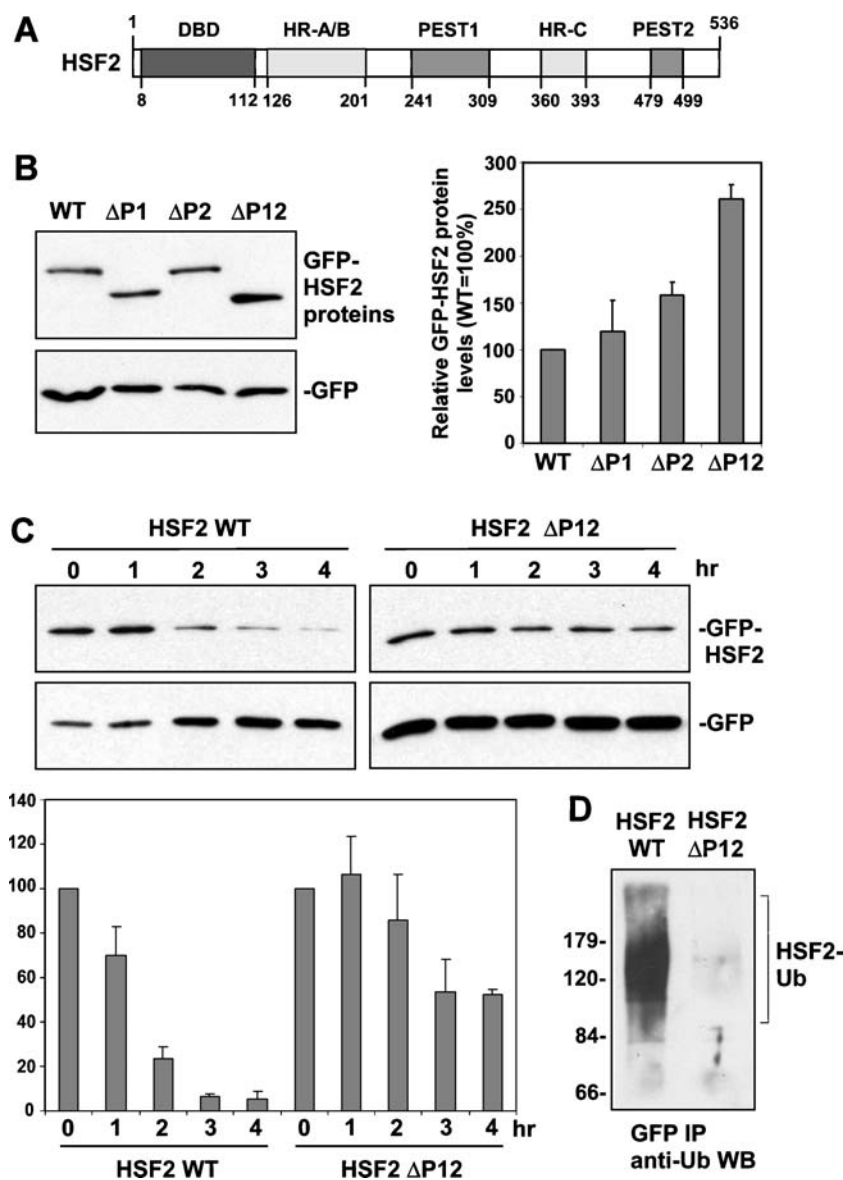 A
1 DBD HR-A/B PEST1 HR-C PEST2 536
HSF2
8 112 126 201 241 309 360 393 479 499
B
WT ΔP1 ΔP2 ΔP12
GFP-
HSF2
proteins
-GFP
Relative GFP-HSF2 protein
levels (WT=100%)
300
250
200
150
100
50
0
WT ΔP1 ΔP2 ΔP12
C
HSF2 WT
HSF2 ΔP12
0 1 2 3 4
0 1 2 3 4 hr
-GFP-
HSF2
-GFP
140
120
100
80
60
40
20
0
0 1 2 3 4 0 1 2 3 4 hr
HSF2 WT HSF2 ΔP12
D
HSF2 HSF2
WT ΔP12
179-
120-
84-
66-
HSF2-
Ub
GFP IP
anti-Ub WB